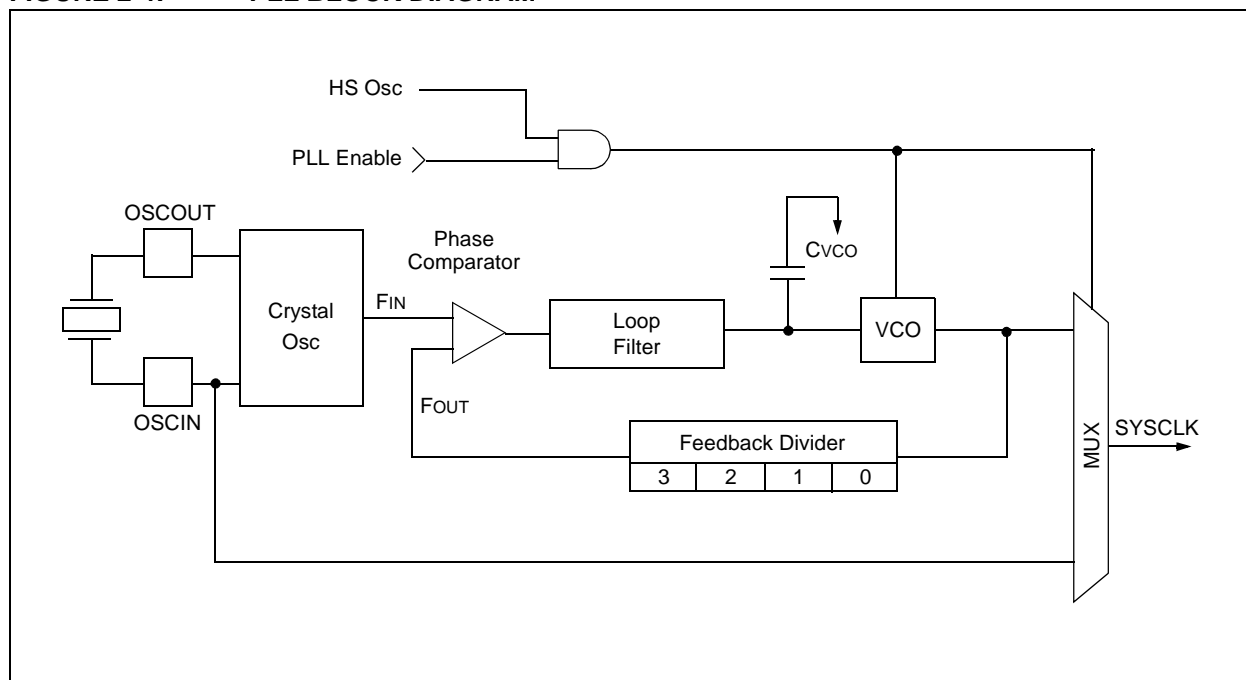 HS Osc
PLL Enable
OSCOUT
Crystal
Osc
OSCIN
FIN
Phase
Comparator
FOUT
Loop
Filter
CVCO
VCO
Feedback Divider
3 2 1 0
MUX
SYSCLK